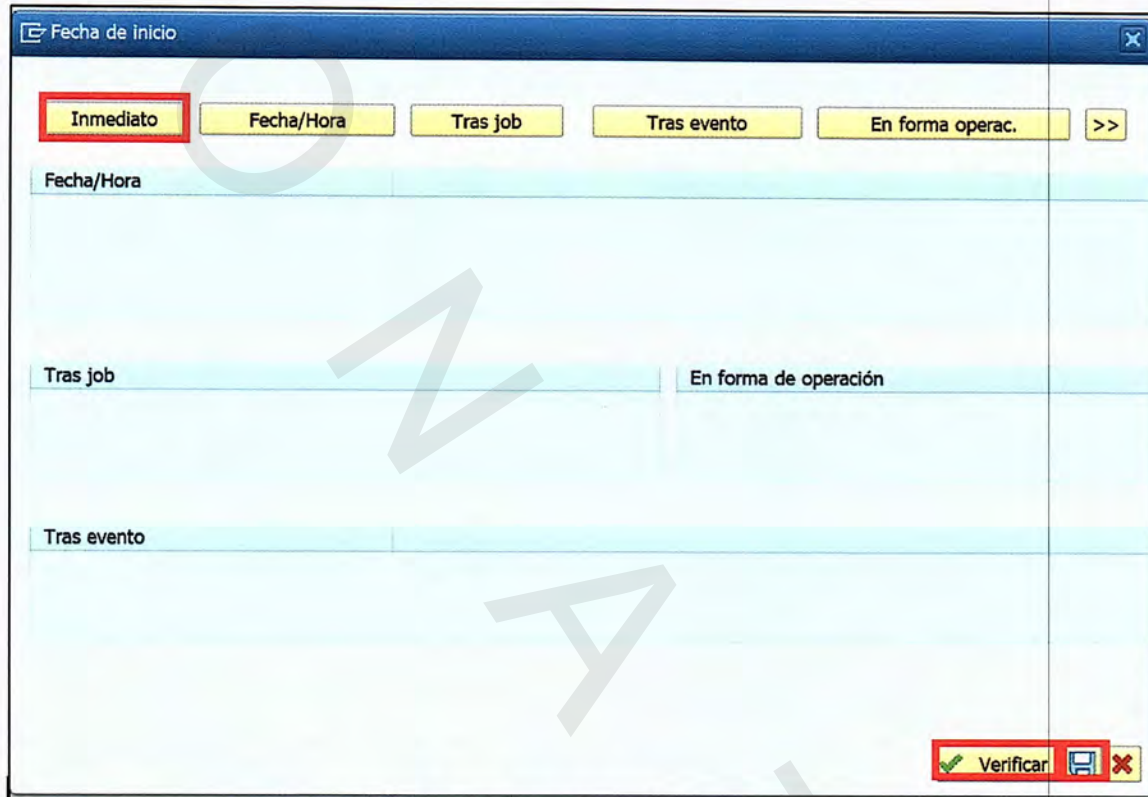 Fecha de inicio
Inmediato Fecha/Hora Tras job Tras evento En forma operac. >>
Fecha/Hora
Tras job En forma de operación
Tras evento
Verificar
O
N
A